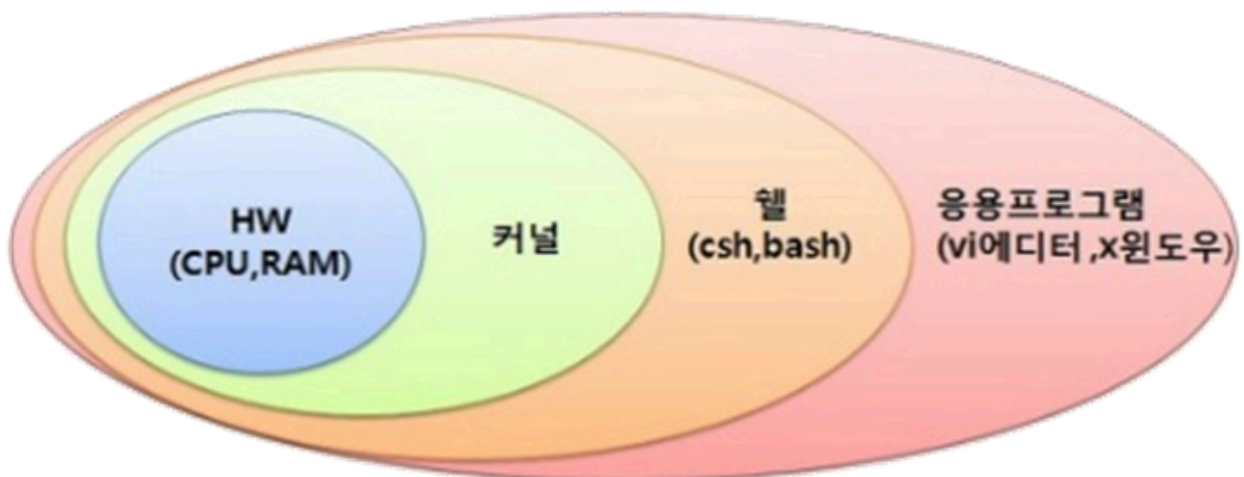 HW
(CPU,RAM)
커널
쉘
(csh,bash)
응용프로그램
(vi에디터,x윈도우)